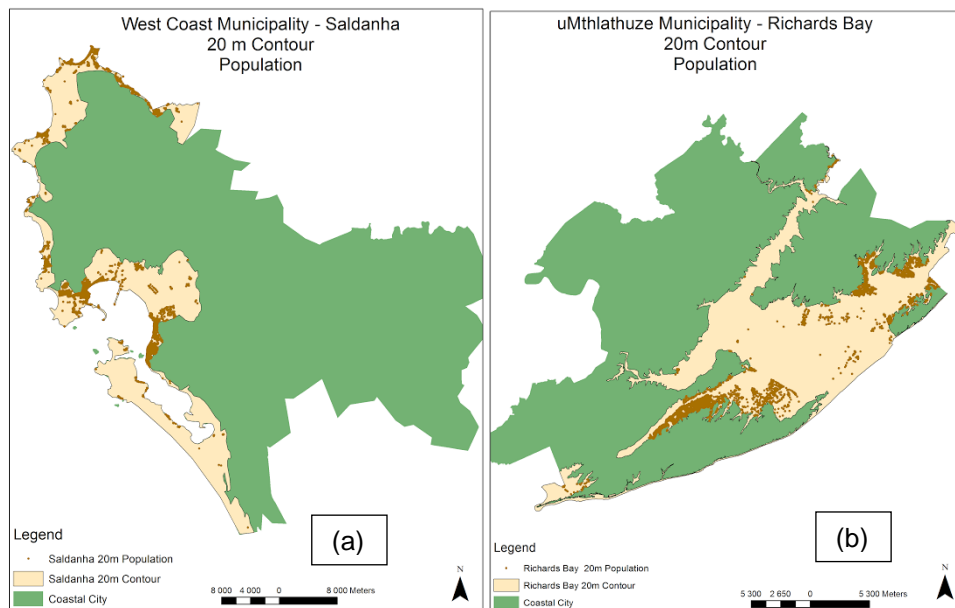 West Coast Municipality - Saldanha
20 m Contour
Population
Legend
Saldanha 20m Population
Saldanha 20m Contour
Coastal City
8 000 4 000 0 8 000 Meters
N
(a)
uMthlathuze Municipality - Richards Bay
20m Contour
Population
Legend
Richards Bay 20m Population
Richards Bay 20m Contour
Coastal City
5 300 2 650 0 5 300 Meters
N
(b)